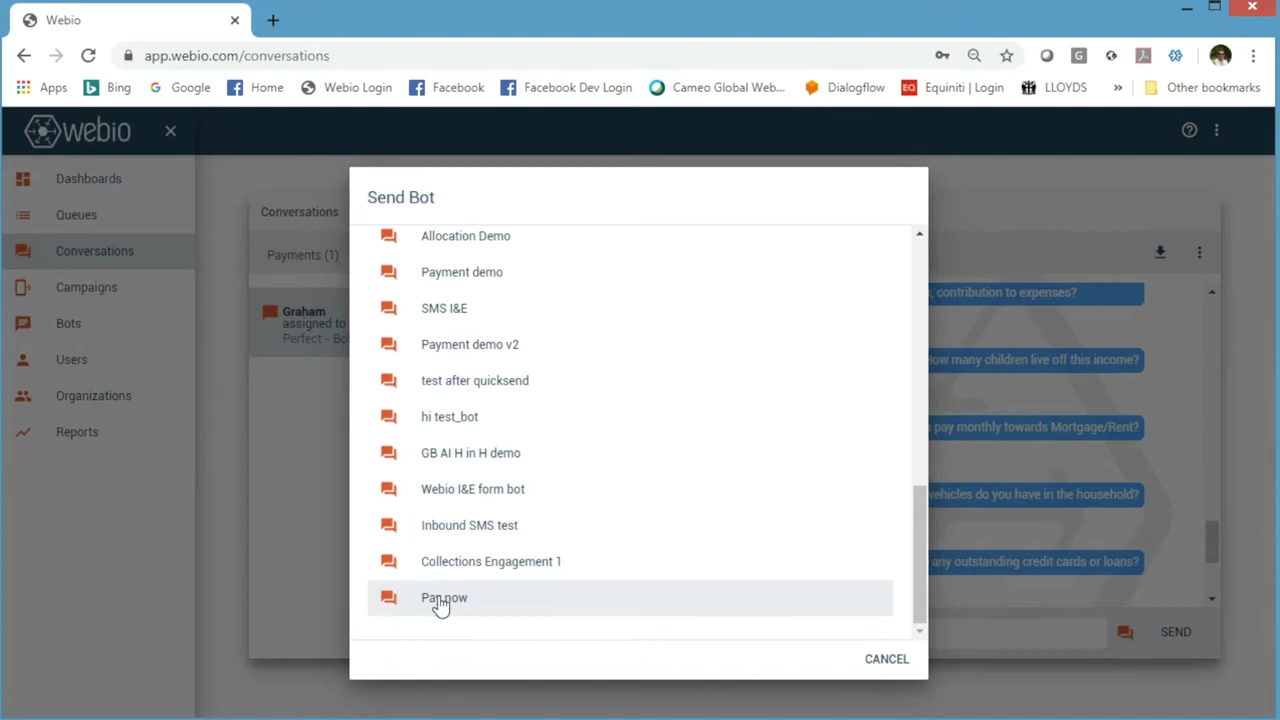 Webio
app.webio.com/conversations
Apps
Bing
Google
Home
Webio Login
Facebook
Facebook Dev Login
Cameo Global Web...
Dialogflow
EQ
Equiniti | Login
LLOYDS
»
Other bookmarks
webio
Dashboards
Queues
Conversations
Campaigns
Bots
Users
Organizations
Reports
Conversations
Payments (1)
Graham
assigned to
Perfect - Bo
Send Bot
Allocation Demo
Payment demo
SMS I&E
Payment demo v2
test after quicksend
hi test_bot
GB AI H in H demo
Webio I&E form bot
Inbound SMS test
Collections Engagement 1
Pay now
CANCEL
, contribution to expenses?
How many children live off this income?
pay monthly towards Mortgage/Rent?
vehicles do you have in the household?
any outstanding credit cards or loans?
SEND